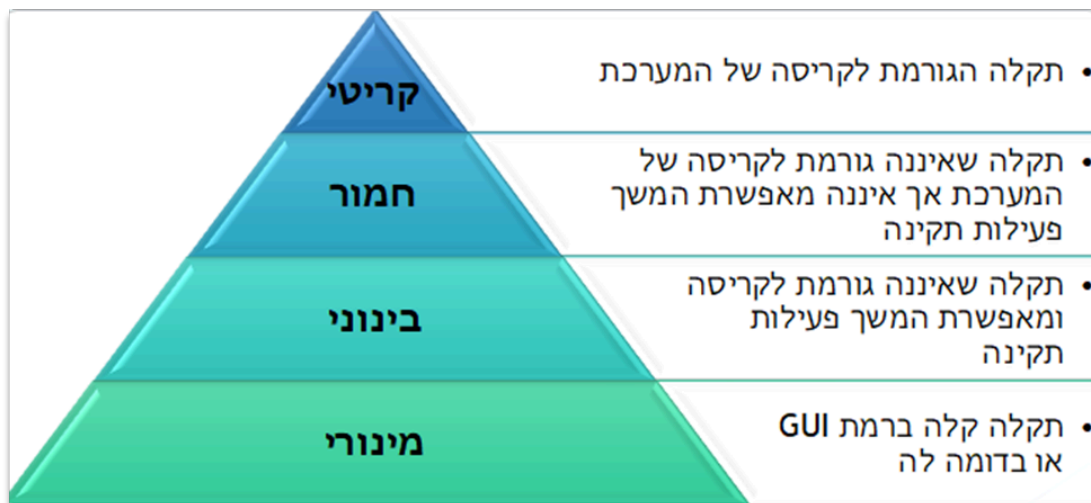 קריטי
• תקלה הגורמת לקריסה של המערכת
חמור
• תקלה שאיננה גורמת לקריסה של
המערכת אך איננה מאפשרת המשך
פעילות תקינה
בינוני
• תקלה שאיננה גורמת לקריסה
ומאפשרת המשך פעילות
תקינה
מינורי
• תקלה קלה ברמת GUI
או בדומה לה